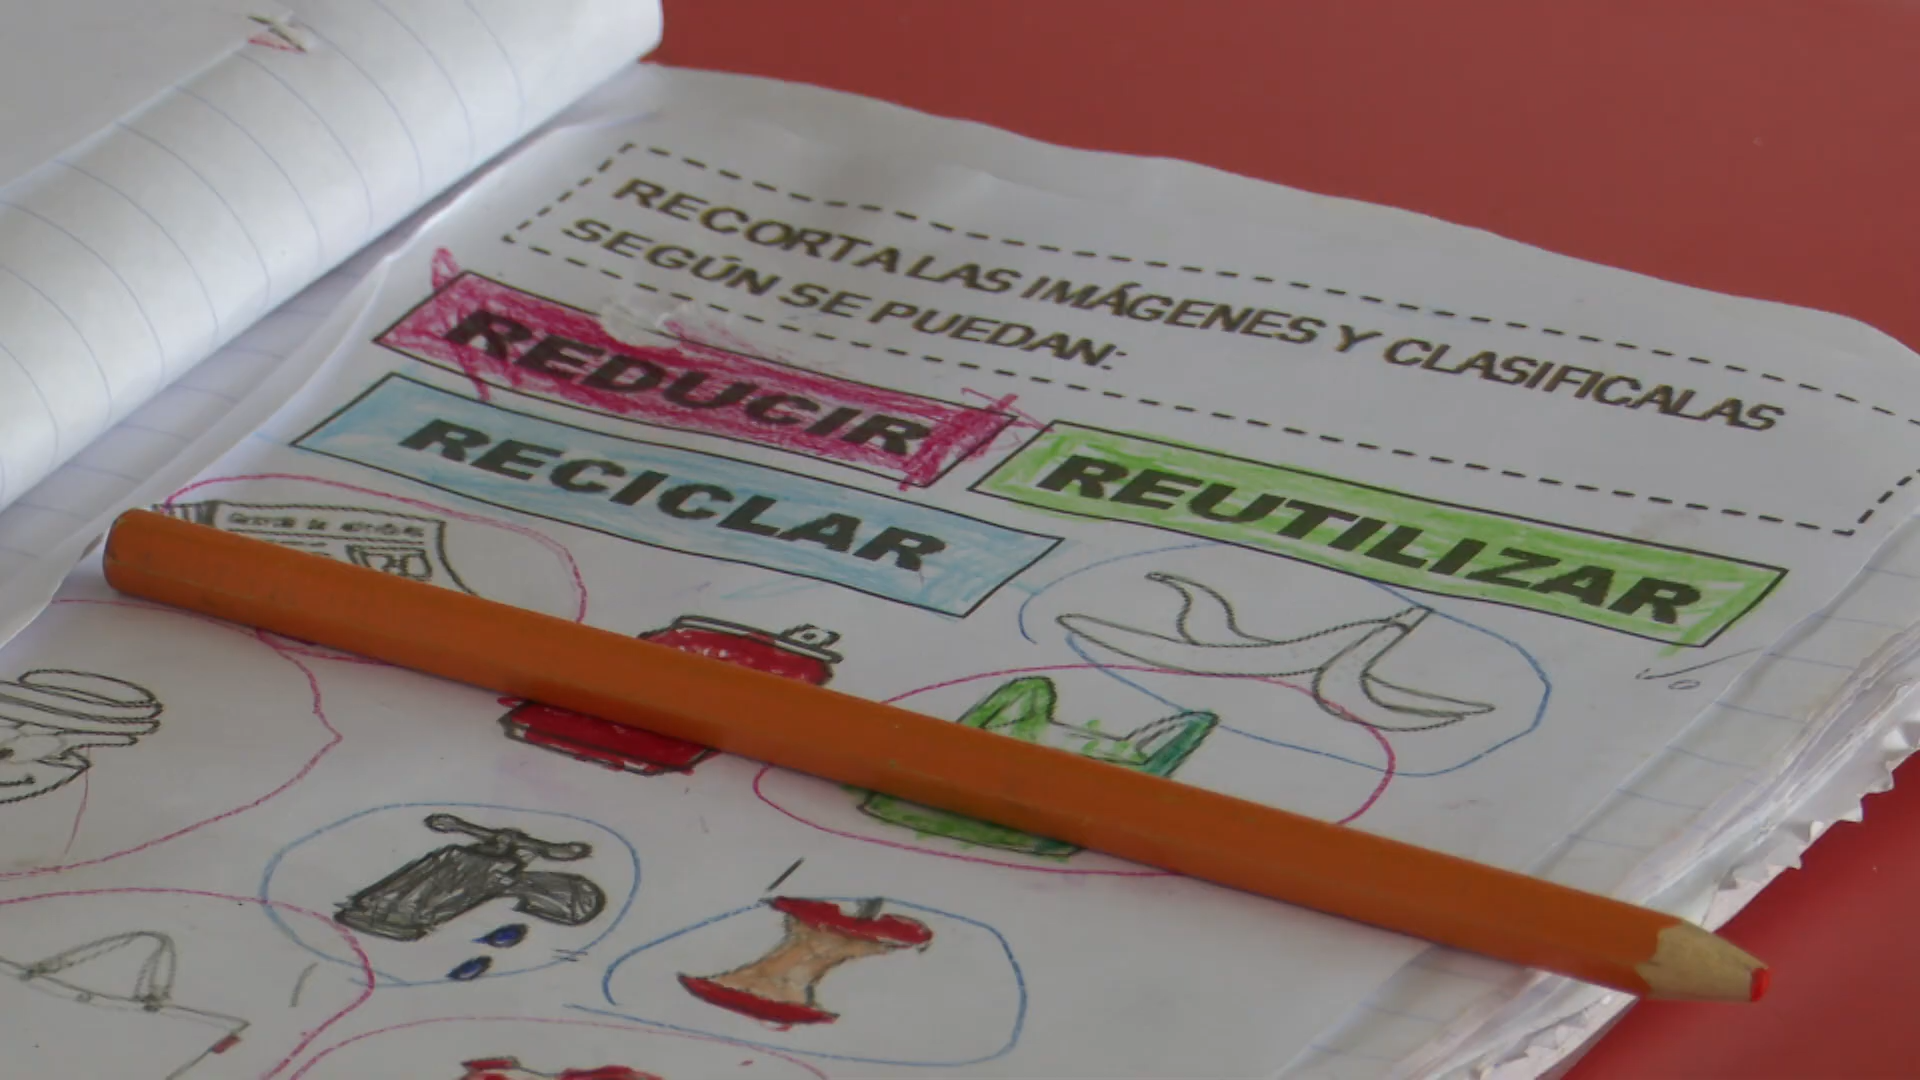 RECORTA LAS IMÁGENES Y CLASIFICALAS
SEGÚN SE PUEDAN:
REDUCIR
RECICLAR
REUTILIZAR